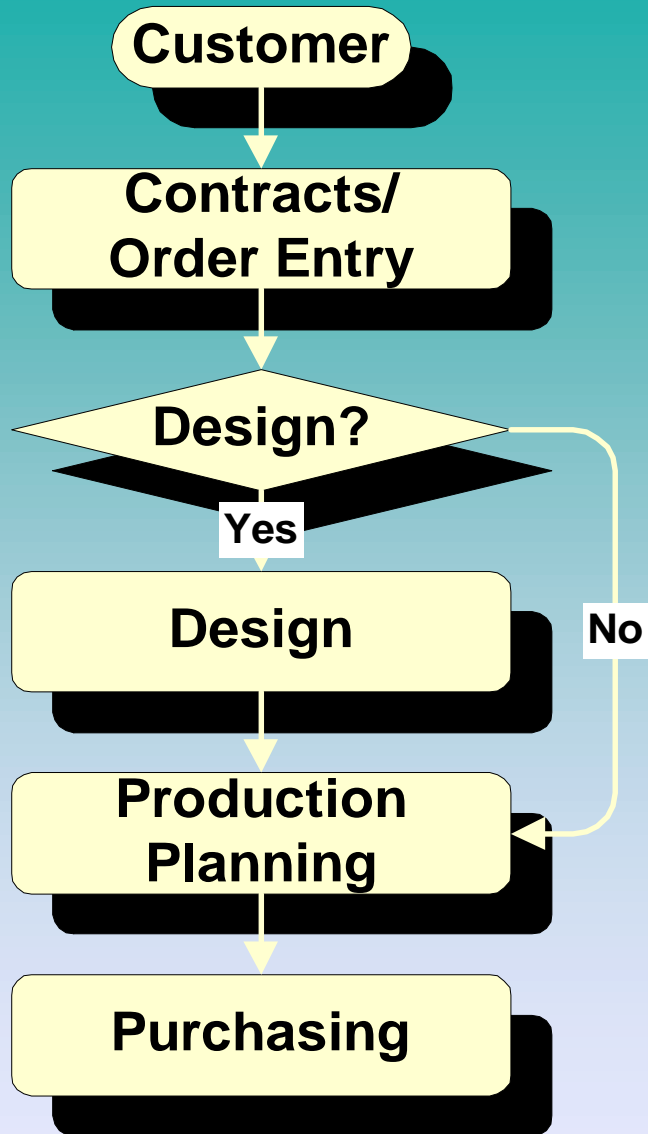 Customer
Contracts/
Order Entry
Design?
Yes
Design
No
Production
Planning
Purchasing